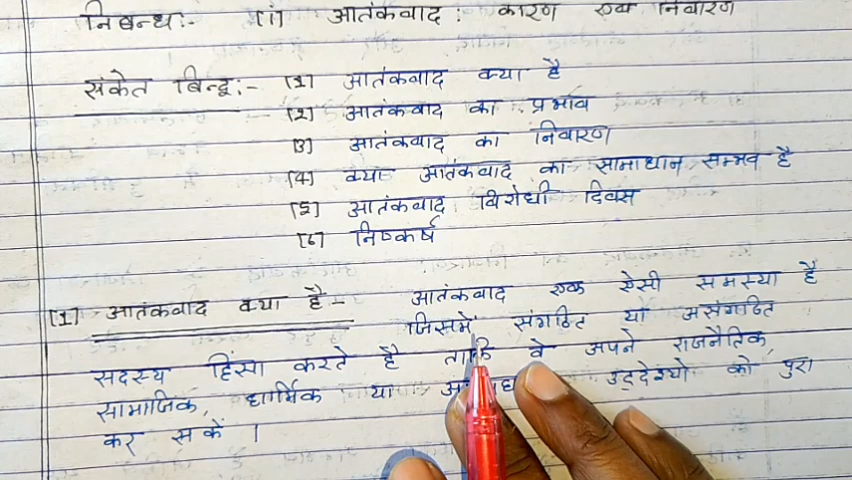 निबन्ध:- [1] आतंकवाद : कारण एवं निवारण
संकेत बिन्दू:- [1] आतंकवाद क्या है
[2] आतंकवाद का प्रभाव
[3] आतंकवाद का निवारण
[4] क्या आतंकवाद का सामाधान सम्भव है
[5] आतंकवाद विरोधी दिवस
[6] निष्कर्ष
[1] आतंकवाद क्या है- आतंकवाद एक ऐसी समस्या है
जिसमें संगठित या असंगठित
सदस्य हिंसा करते है ताकि वे अपने राजनैतिक,
सामाजिक, धार्मिक या उद्देश्यो को पुरा
कर सकें ।